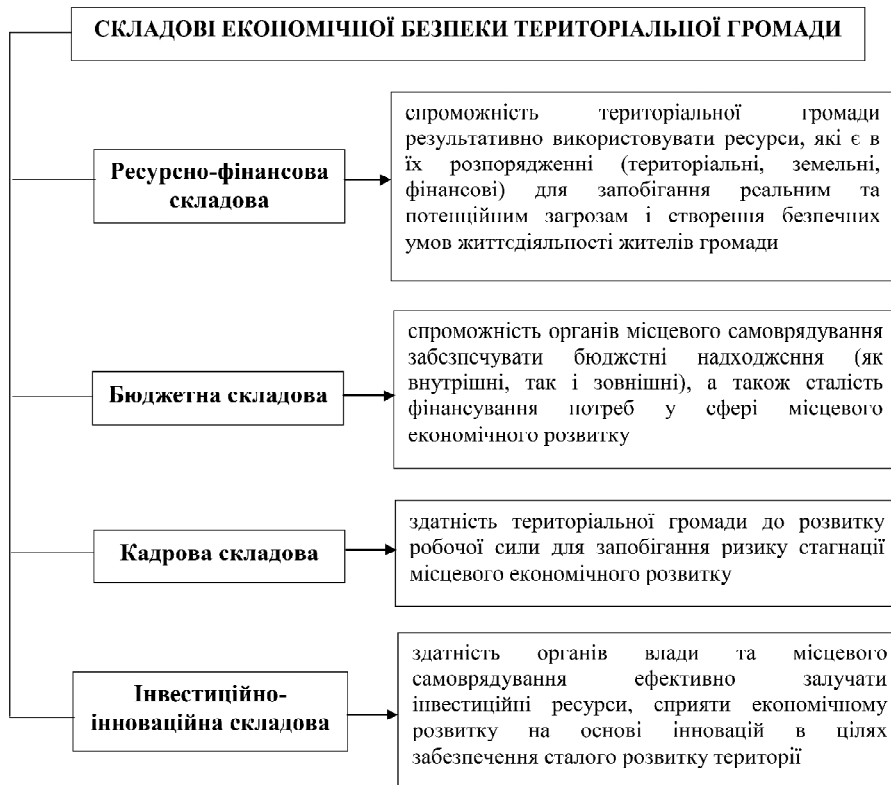 СКЛАДОВІ ЕКОНОМІЧНОЇ БЕЗПЕКИ ТЕРИТОРІАЛЬНОЇ ГРОМАДИ
Ресурсно-фінансова
складова
спроможність територіальної громади
результативно використовувати ресурси, які є в
їх розпорядженні (територіальні, земельні,
фінансові) для запобігання реальним та
потенційним загрозам і створення безпечних
умов життєдіяльності жителів громади
Бюджетна складова
спроможність органів місцевого самоврядування
забезпечувати бюджетні надходження (як
внутрішні, так і зовнішні), а також сталість
фінансування потреб у сфері місцевого
економічного розвитку
Кадрова складова
здатність територіальної громади до розвитку
робочої сили для запобігання ризику стагнації
місцевого економічного розвитку
Інвестиційно-
інноваційна складова
здатність органів влади та місцевого
самоврядування ефективно залучати
інвестиційні ресурси, сприяти економічному
розвитку на основі інновацій в цілях
забезпечення сталого розвитку території